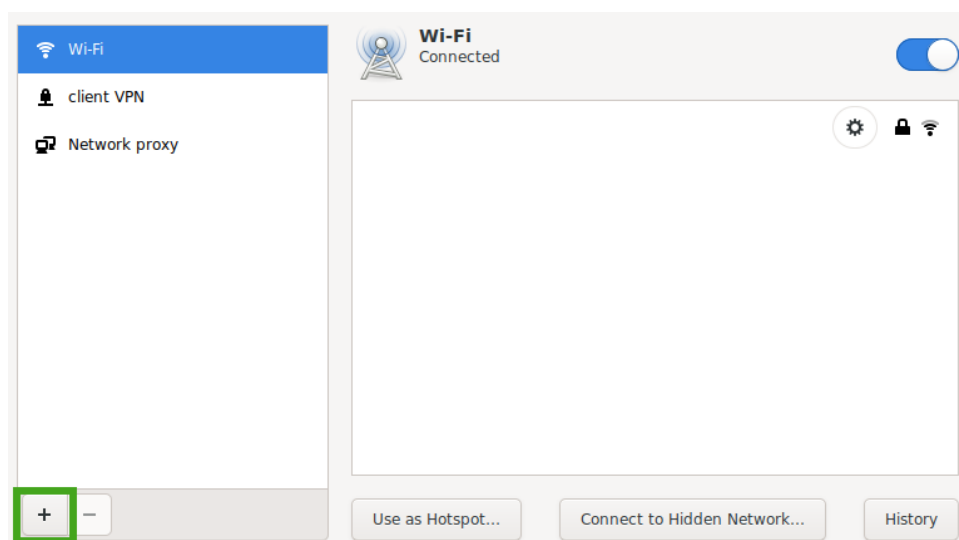 Wi-Fi
client VPN
Network proxy
Wi-Fi
Connected
+ −
Use as Hotspot... Connect to Hidden Network... History